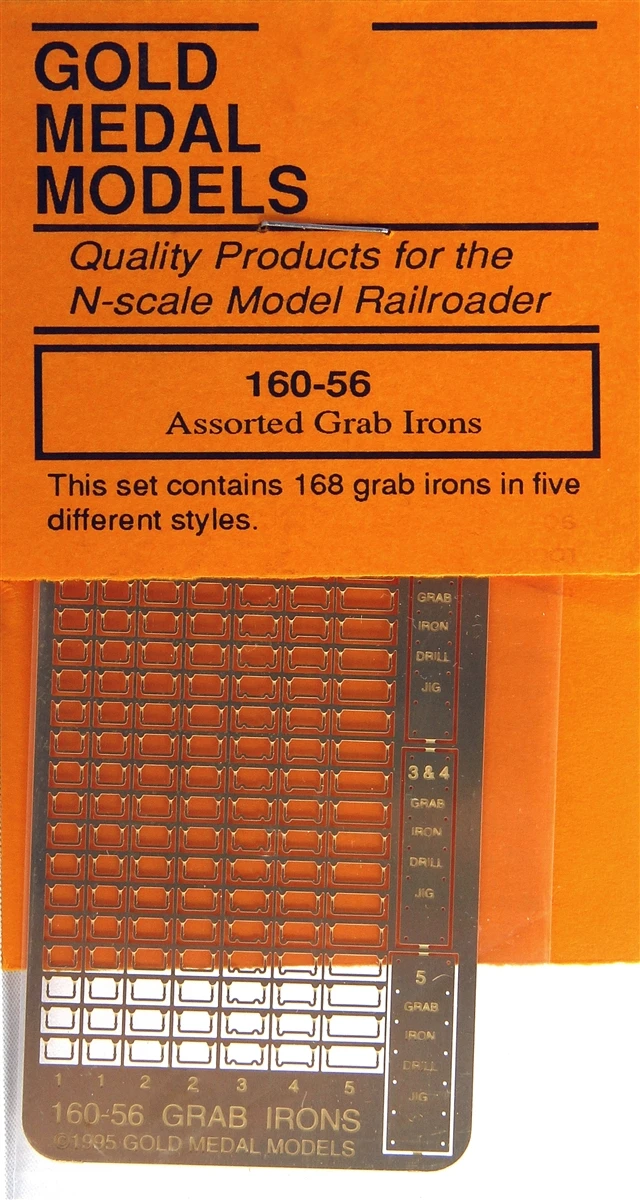 GOLD
MEDAL
MODELS
Quality Products for the
N-scale Model Railroader
160-56
Assorted Grab Irons
This set contains 168 grab irons in five
different styles.
GRAB
IRON
DRILL
JIG
3 & 4
GRAB
IRON
DRILL
JIG
5
GRAB
IRON
DRILL
JIG
1 1 2 2 3 4 5
160-56 GRAB IRONS
©1995 GOLD MEDAL MODELS